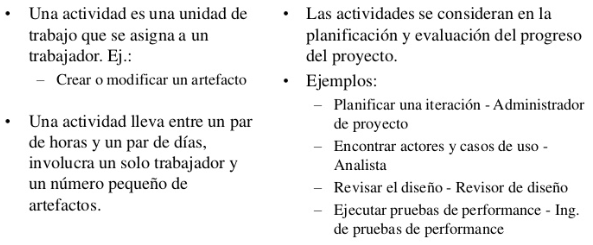 • Una actividad es una unidad de
trabajo que se asigna a un
trabajador. Ej.:
– Crear o modificar un artefacto
• Una actividad lleva entre un par
de horas y un par de días,
involucra un solo trabajador y
un número pequeño de
artefactos.
• Las actividades se consideran en la
planificación y evaluación del progreso
del proyecto.
• Ejemplos:
– Planificar una iteración - Administrador
de proyecto
– Encontrar actores y casos de uso -
Analista
– Revisar el diseño - Revisor de diseño
– Ejecutar pruebas de performance - Ing.
de pruebas de performance